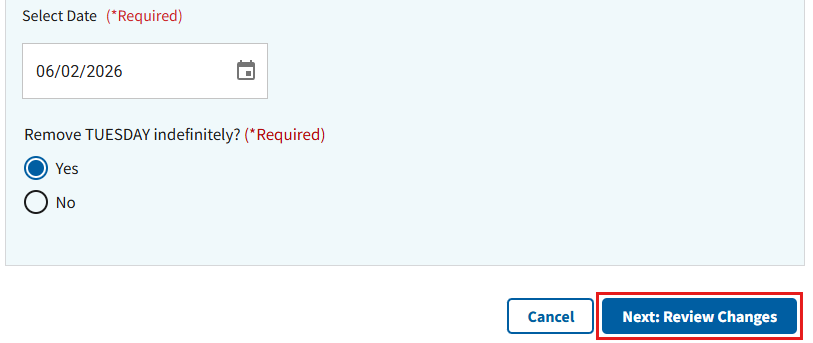 Select Date (*Required)
06/02/2026
Remove TUESDAY indefinitely? (*Required)
Yes
No
Cancel
Next: Review Changes